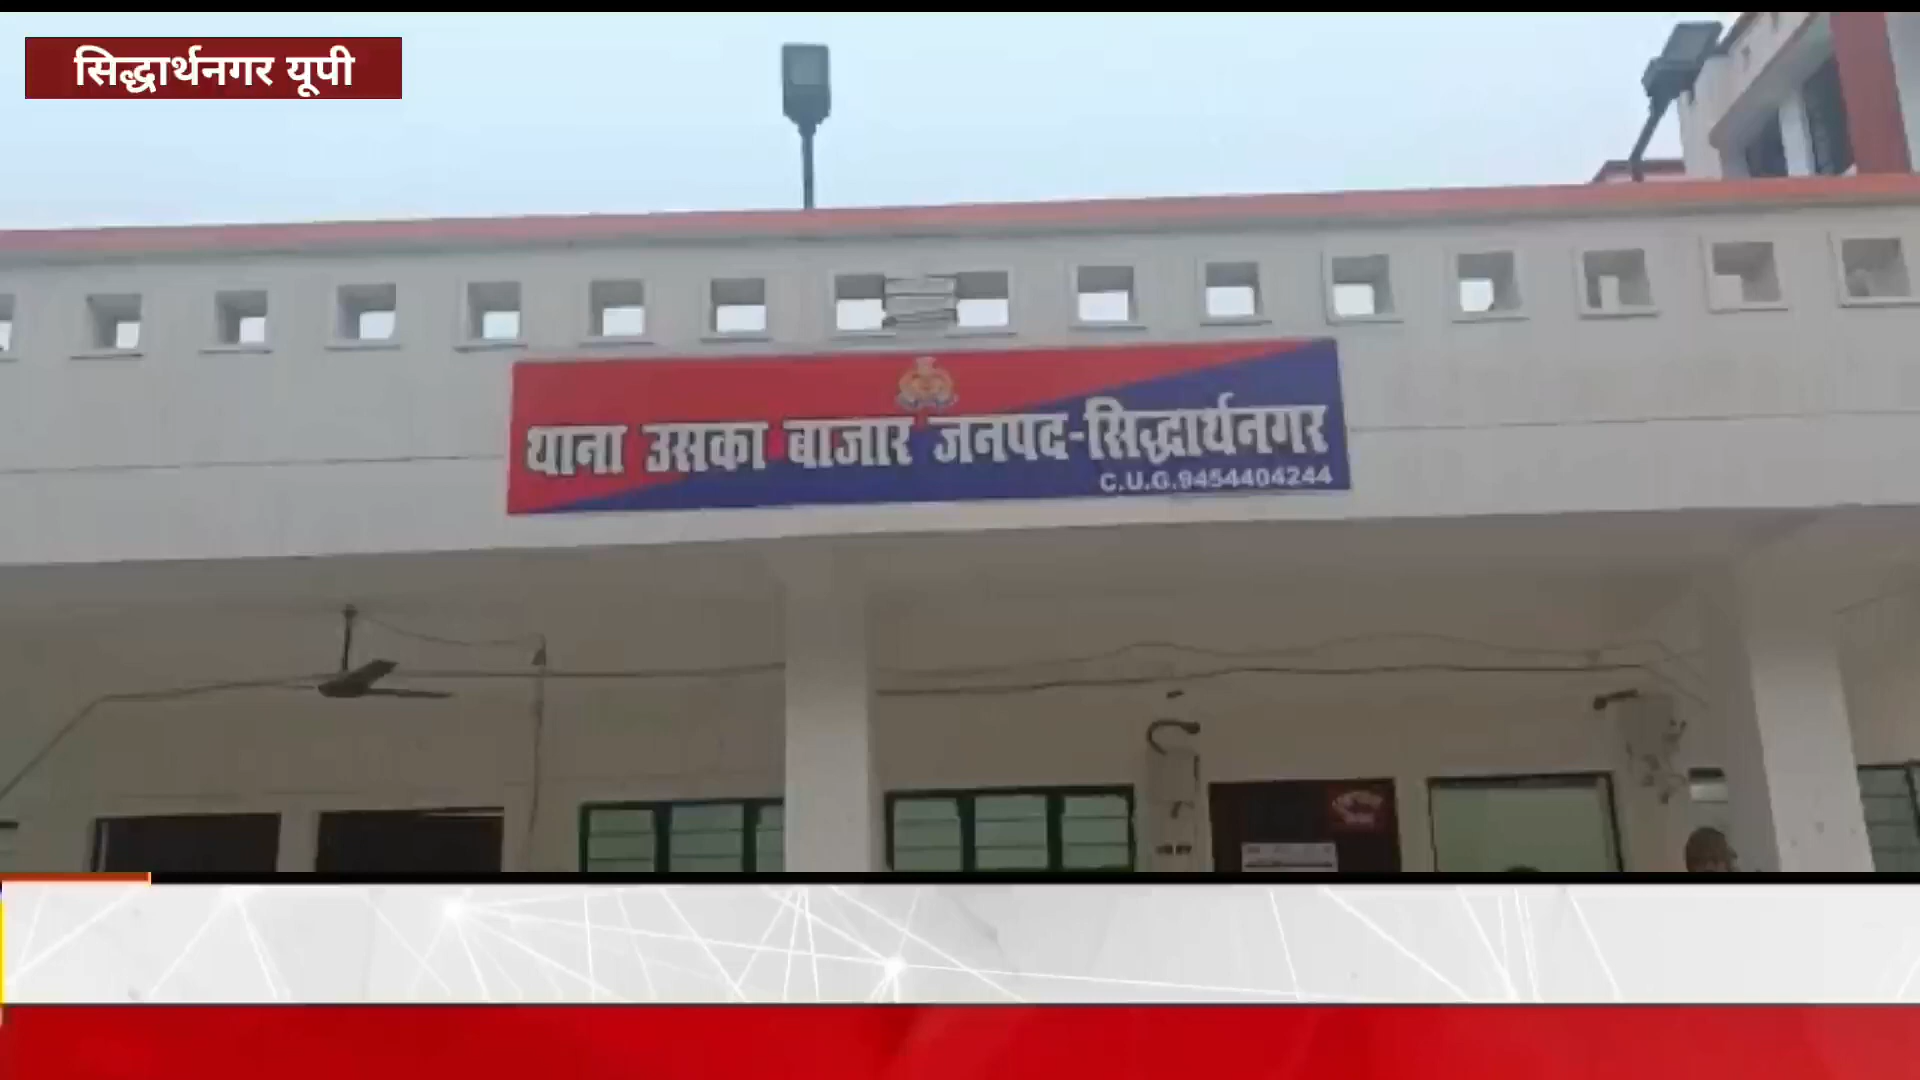 सिद्धार्थनगर यूपी
थाना उसका बाजार जनपद-सिद्धार्थनगर
C.U.G.9454404244